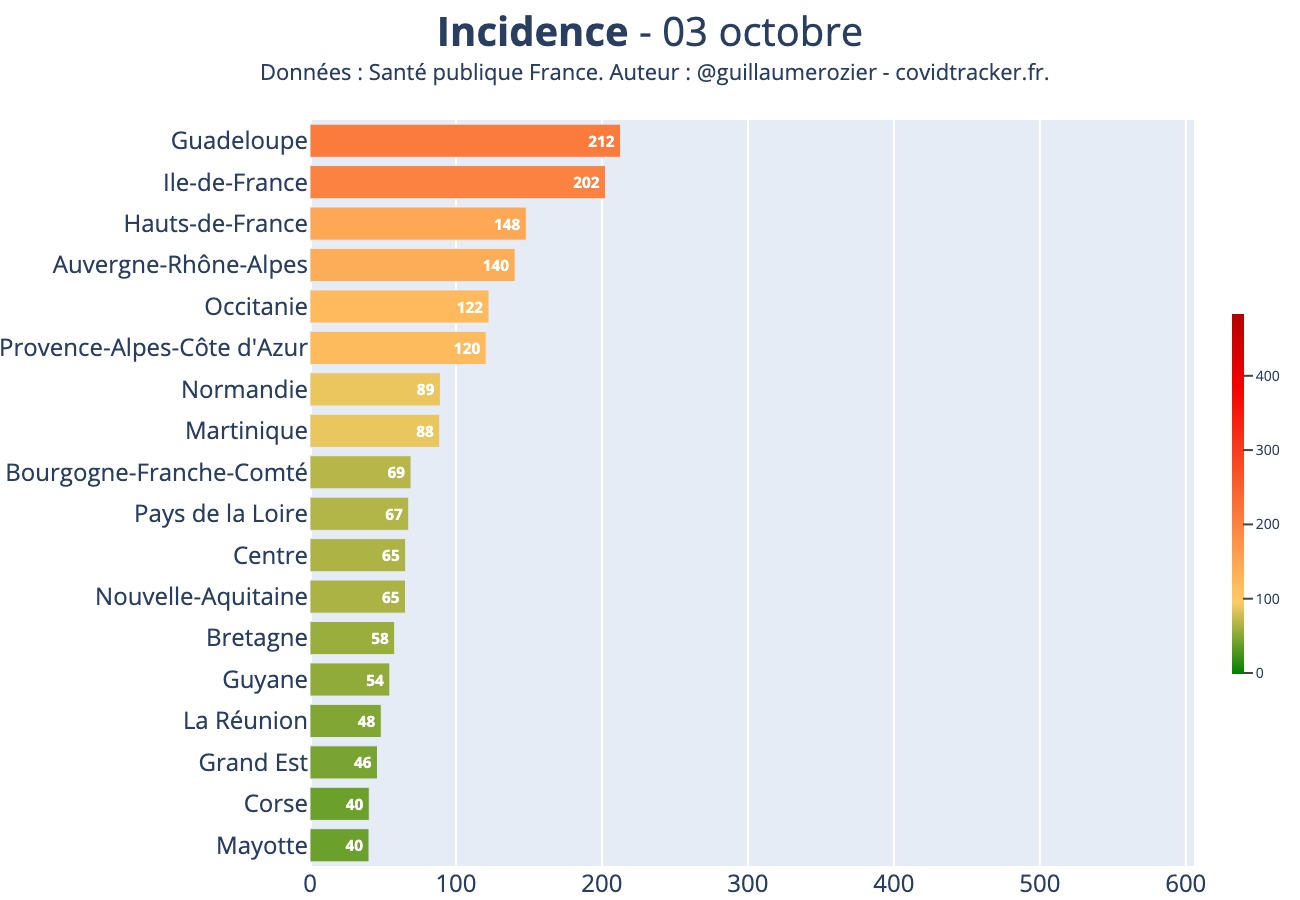 Incidence - 03 octobre
Données : Santé publique France. Auteur : @guillaumerozier - covidtracker.fr.
Guadeloupe 212
Ile-de-France 202
Hauts-de-France 148
Auvergne-Rhône-Alpes 140
Occitanie 122
Provence-Alpes-Côte d'Azur 120
Normandie 89
Martinique 88
Bourgogne-Franche-Comté 69
Pays de la Loire 67
Centre 65
Nouvelle-Aquitaine 65
Bretagne 58
Guyane 54
La Réunion 48
Grand Est 46
Corse 40
Mayotte 40
0 100 200 300 400 500 600
400
300
200
100
0